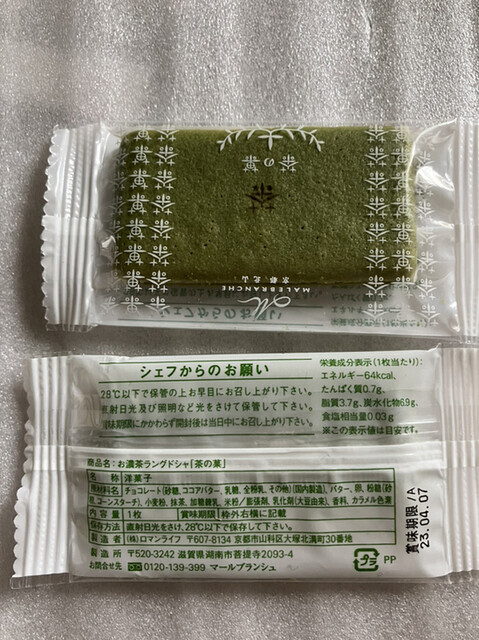 茶の菓
茶
京都北山
MALEBRANCHE
シェフからのお願い
シェフからのお願い
28℃以下で保管の上お早目にお召し上がり下さい。
直射日光及び照明など光をさけて保管して下さい。
賞味期限にかかわらず開封後は当日中にお召し上がり下さい。
栄養成分表示(1枚当たり):
エネルギー64kcal、
たんぱく質0.7g、
脂質3.7g、炭水化物6.9g、
食塩相当量0.03g
※この表示値は目安です。
商品名:お濃茶ラングドシャ「茶の菓」
名称 洋菓子
原材料名 チョコレート(砂糖、ココアバター、乳糖、全粉乳、その他)(国内製造)、バター、卵、粉糖(砂
糖、コーンスターチ)、小麦粉、抹茶、加糖練乳、米粉/膨張剤、乳化剤(大豆由来)、香料、カラメル色素
内容量 1枚 賞味期限 枠外右横に記載
保存方法 直射日光をさけ、28℃以下で保存して下さい。
製造者 (株)ロマンライフ 〒607-8134 京都市山科区大塚北溝町30番地
製造所 〒520-3242 滋賀県湖南市菩提寺2093-4
お問合せ先 0120-139-399 マールブランシュ
プラ PP
賞味期限/A
23.04.07